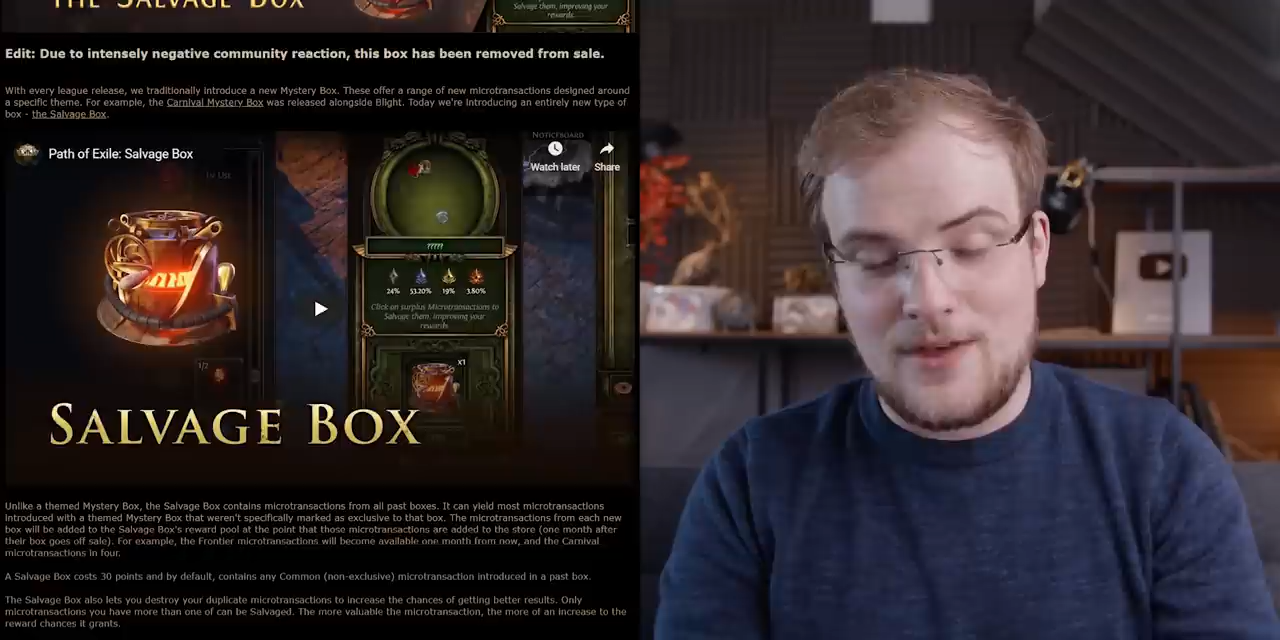 THE SALVAGE BOX
Salvage them, improving your
rewards.
Edit: Due to intensely negative community reaction, this box has been removed from sale.
With every league release, we traditionally introduce a new Mystery Box. These offer a range of new microtransactions designed around
a specific theme. For example, the Carnival Mystery Box was released alongside Blight. Today we're introducing an entirely new type of
box - the Salvage Box.
Path of Exile: Salvage Box
NOTICEBOARD
Watch later
Share
?????
24%
53.20%
19%
3.80%
Click on surplus Microtransactions to
Salvage them, improving your
rewards.
x1
1/2
SALVAGE BOX
Unlike a themed Mystery Box, the Salvage Box contains microtransactions from all past boxes. It can yield most microtransactions
introduced with a themed Mystery Box that weren't specifically marked as exclusive to that box. The microtransactions from each new
box will be added to the Salvage Box's reward pool at the point that those microtransactions are added to the store (one month after
their box goes off sale). For example, the Frontier microtransactions will become available one month from now, and the Carnival
microtransactions in four.
A Salvage Box costs 30 points and by default, contains any Common (non-exclusive) microtransaction introduced in a past box.
The Salvage Box also lets you destroy your duplicate microtransactions to increase the chances of getting better results. Only
microtransactions you have more than one of can be Salvaged. The more valuable the microtransaction, the more of an increase to the
reward chances it grants.